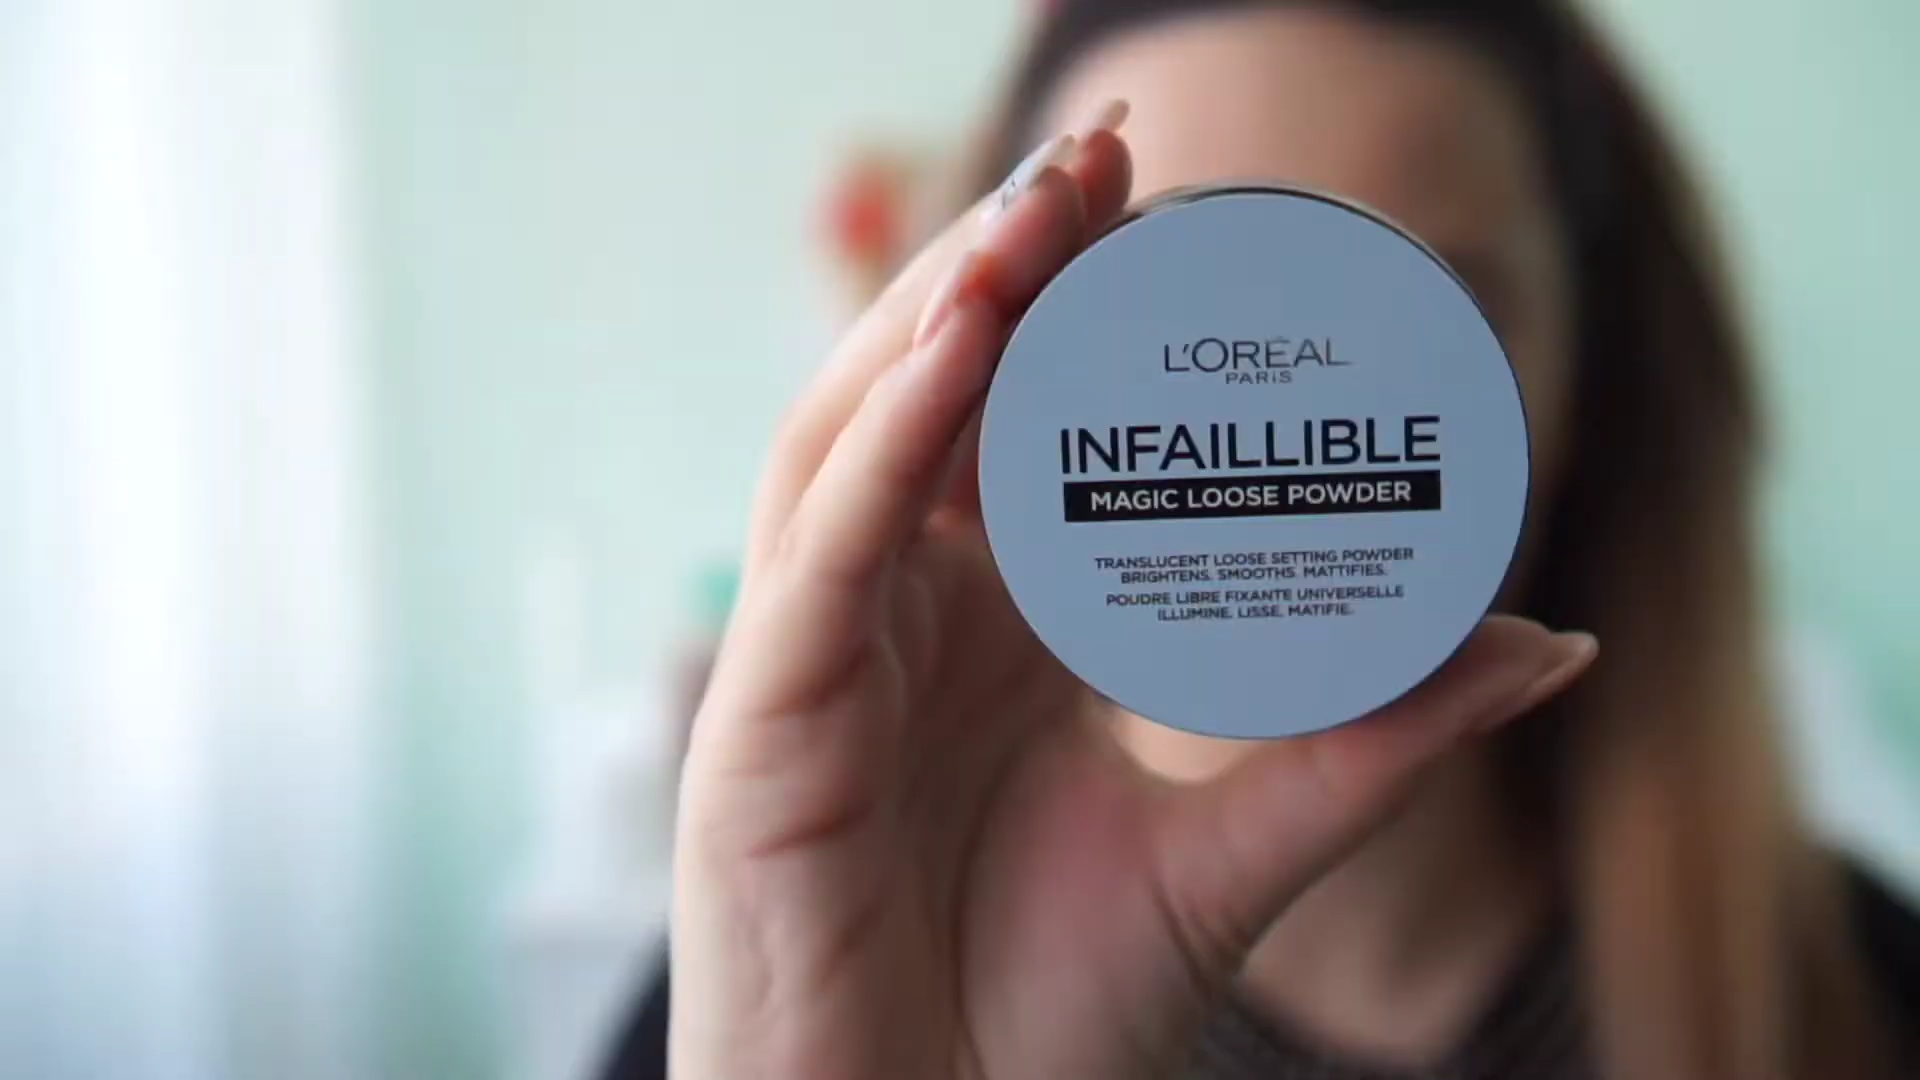 L'ORÉAL
PARIS
INFAILLIBLE
MAGIC LOOSE POWDER
TRANSLUCENT LOOSE SETTING POWDER
BRIGHTENS. SMOOTHS. MATTIFIES.
POUDRE LIBRE FIXANTE UNIVERSELLE
ILLUMINE. LISSE. MATIFIE.